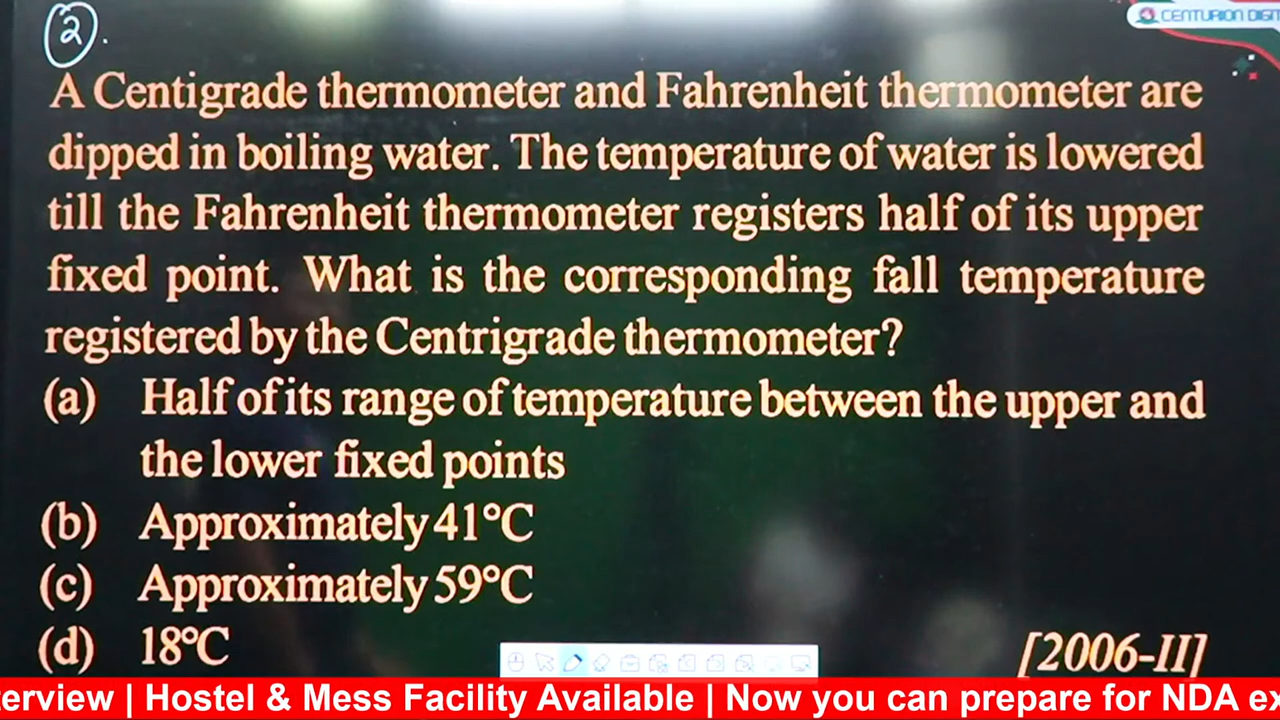 2.
CENTURION DIGIT
A Centigrade thermometer and Fahrenheit thermometer are
dipped in boiling water. The temperature of water is lowered
till the Fahrenheit thermometer registers half of its upper
fixed point. What is the corresponding fall temperature
registered by the Centrigrade thermometer?
(a) Half of its range of temperature between the upper and
the lower fixed points
(b) Approximately 41°C
(c) Approximately 59°C
(d) 18°C
[2006-II]
terview | Hostel & Mess Facility Available | Now you can prepare for NDA ex